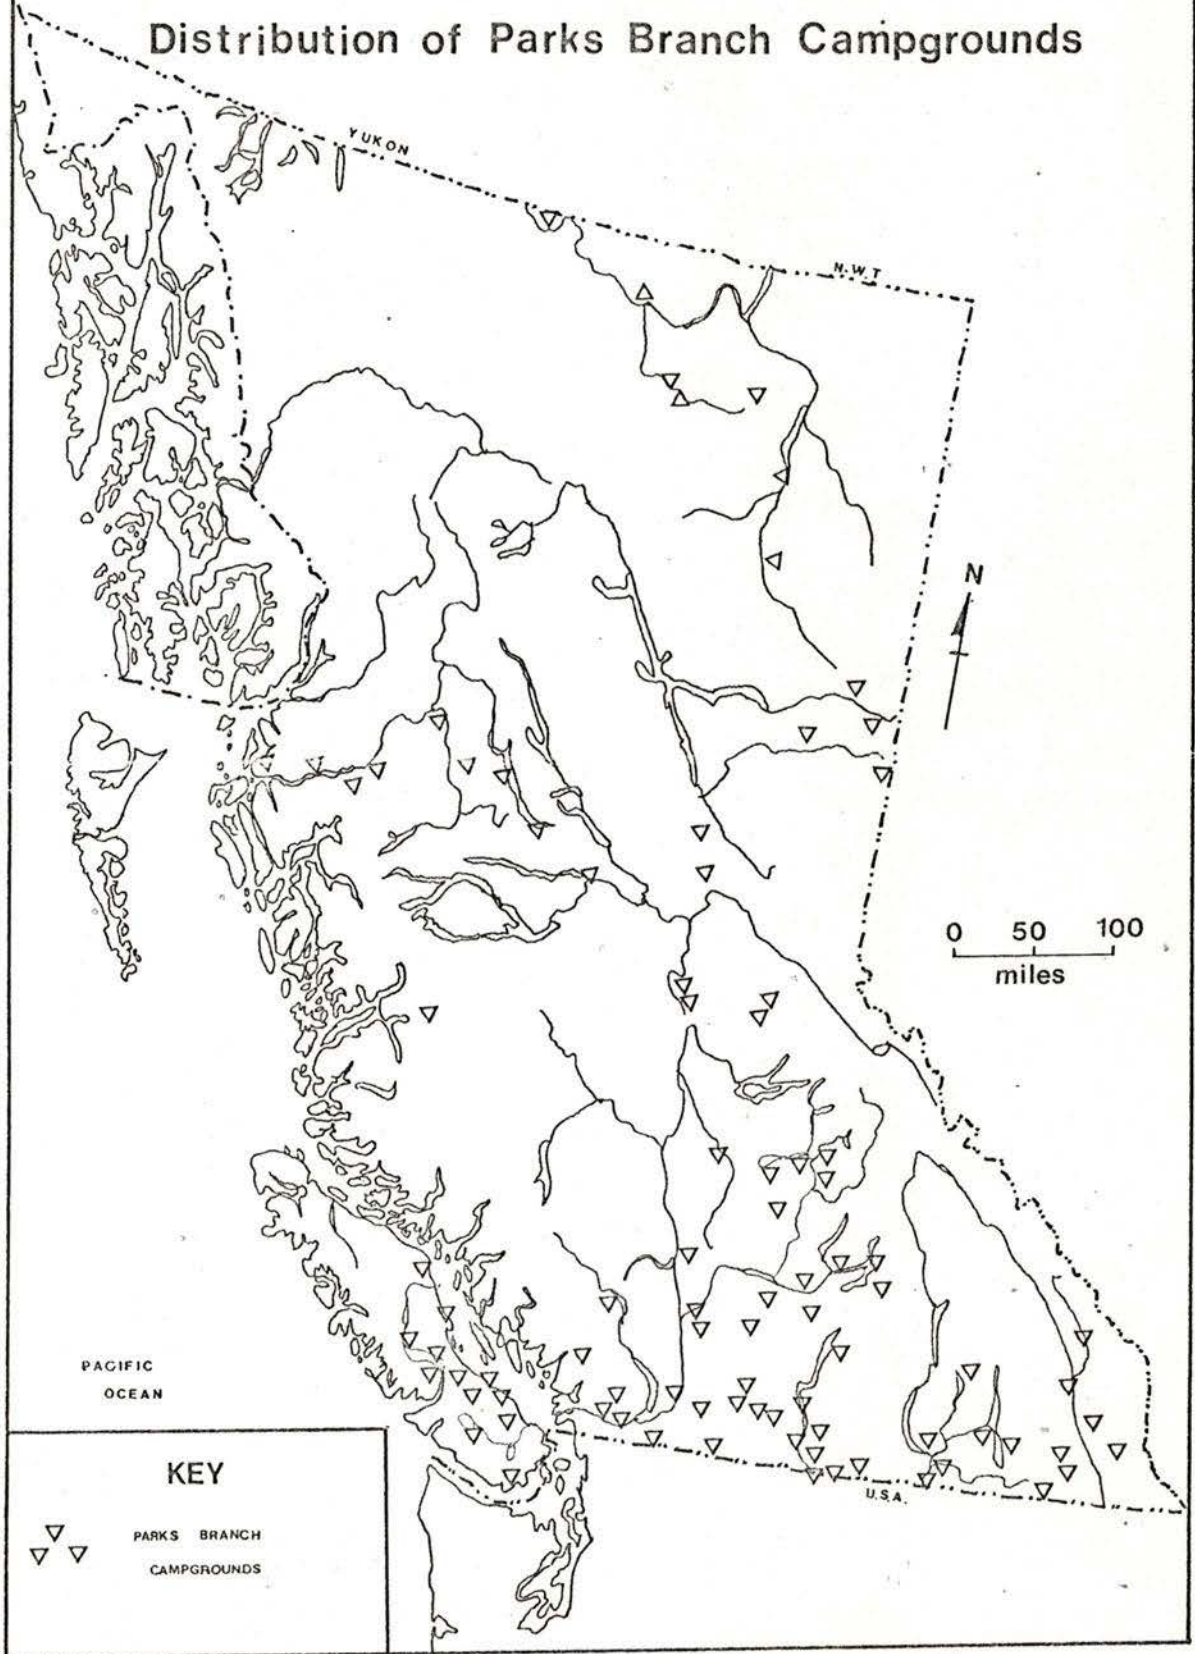 Distribution of Parks Branch Campgrounds
YUKON
N.W.T
N
0 50 100
miles
PACIFIC
OCEAN
U.S.A.
KEY
PARKS BRANCH
CAMPGROUNDS